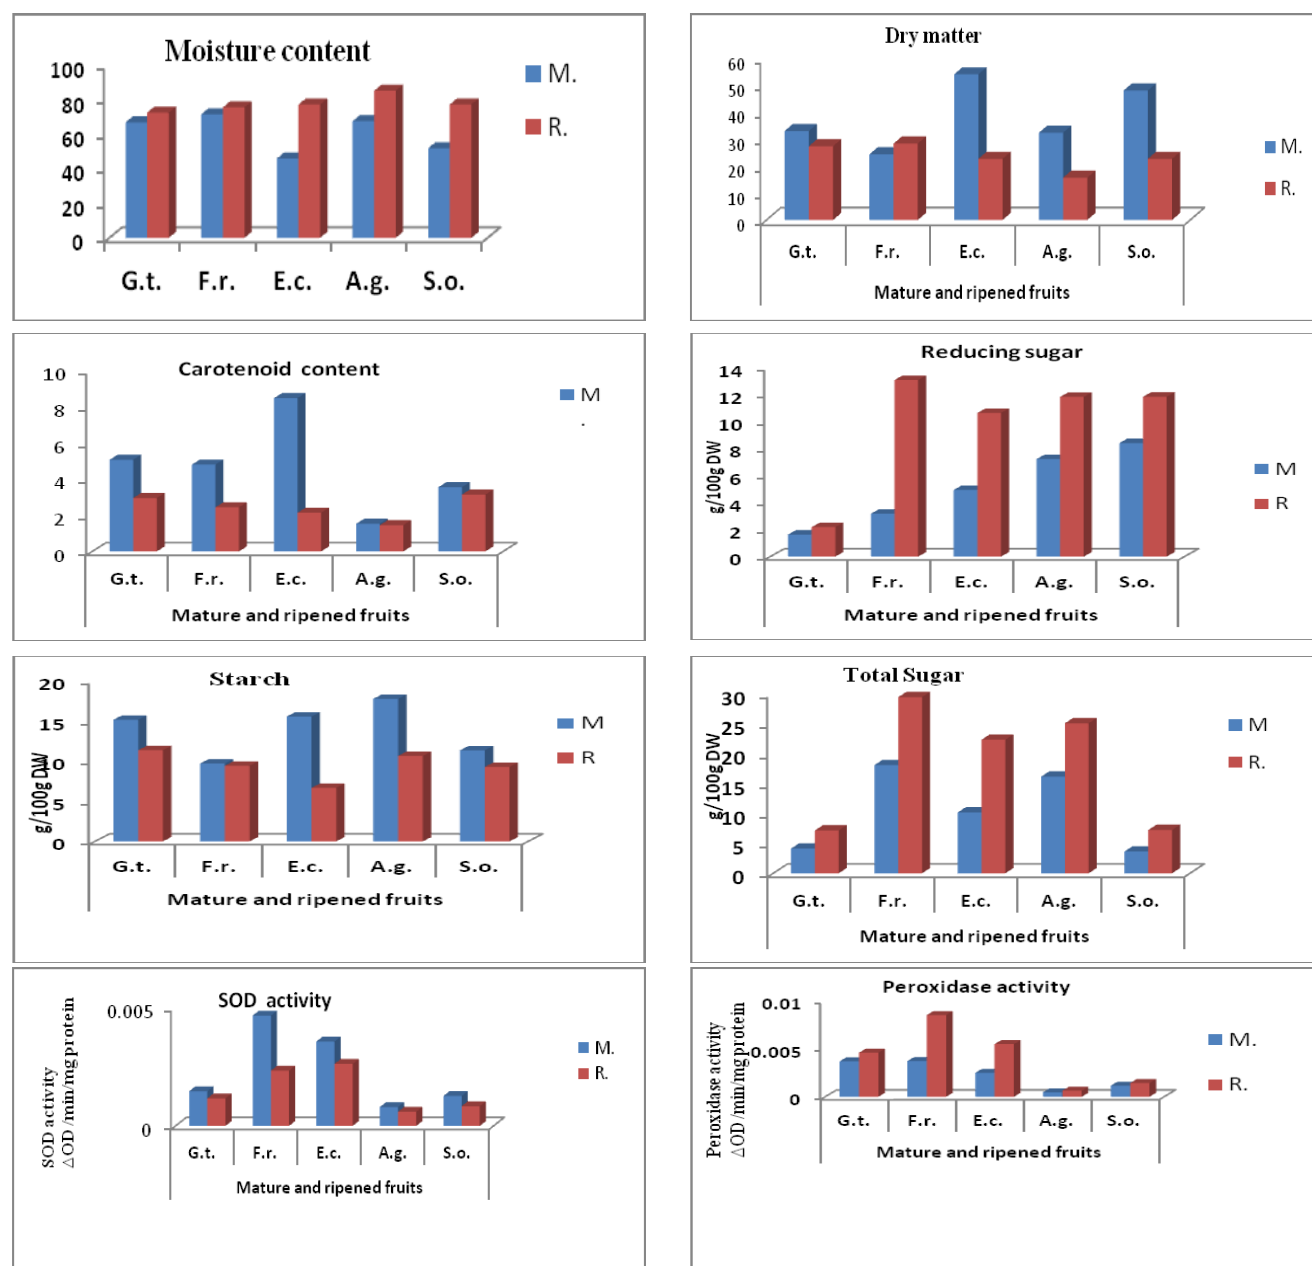 Moisture content
100
80
60
40
20
0
G.t. F.r. E.c. A.g. S.o.
M.
R.
Dry matter
60
50
40
30
20
10
0
G.t. F.r. E.c. A.g. S.o.
Mature and ripened fruits
M.
R.
Carotenoid content
10
8
6
4
2
0
G.t. F.r. E.c. A.g. S.o.
Mature and ripened fruits
M
.
Reducing sugar
g/100g DW
14
12
10
8
6
4
2
0
G.t. F.r. E.c. A.g. S.o.
Mature and ripened fruits
M
R
Starch
g/100g DW
20
15
10
5
0
G.t. F.r. E.c. A.g. S.o.
Mature and ripened fruits
M
R
Total Sugar
g/100g DW
30
25
20
15
10
5
0
G.t. F.r. E.c. A.g. S.o.
Mature and ripened fruits
M
R.
SOD activity
SOD activity
△OD /min/mg protein
0.005
0
G.t. F.r. E.c. A.g. S.o.
Mature and ripened fruits
M.
R.
Peroxidase activity
Peroxidase activity
△OD /min/mg protein
0.01
0.005
0
G.t. F.r. E.c. A.g. S.o.
Mature and ripened fruits
M.
R.